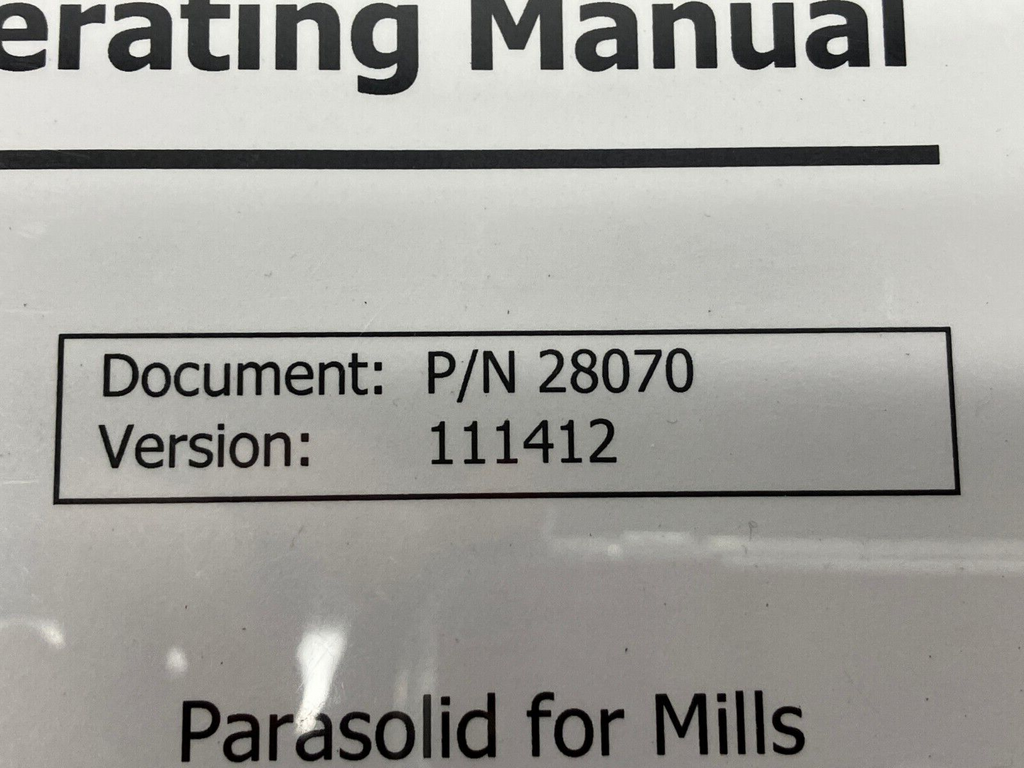 erating Manual
Document: P/N 28070
Version: 111412
Parasolid for Mills